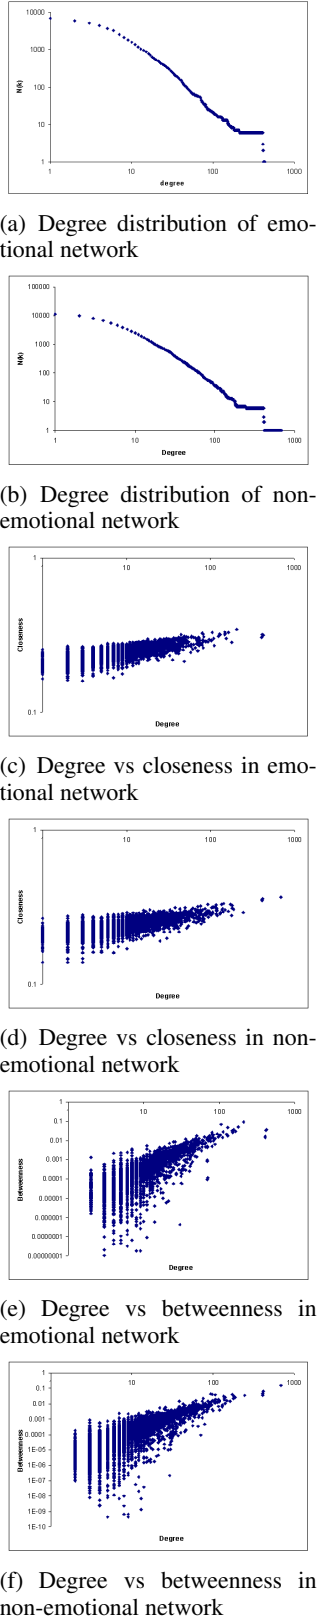 10000
1000
100
10
1
N(k)
1
10
100
1000
degree
(a) Degree distribution of emo-
tional network
100000
10000
1000
100
10
1
N(k)
1
10
100
1000
Degree
(b) Degree distribution of non-
emotional network
1
10
100
1000
Closeness
0.1
Degree
(c) Degree vs closeness in emo-
tional network
1
10
100
1000
Closeness
0.1
Degree
(d) Degree vs closeness in non-
emotional network
1
10
100
1000
0.1
0.01
0.001
0.0001
0.00001
0.000001
0.0000001
0.00000001
Betweenness
Degree
(e) Degree vs betweenness in
emotional network
1
10
100
1000
0.1
0.01
0.001
0.0001
1E-05
1E-06
1E-07
1E-08
1E-09
1E-10
Betweenness
Degree
(f) Degree vs betweenness in
non-emotional network